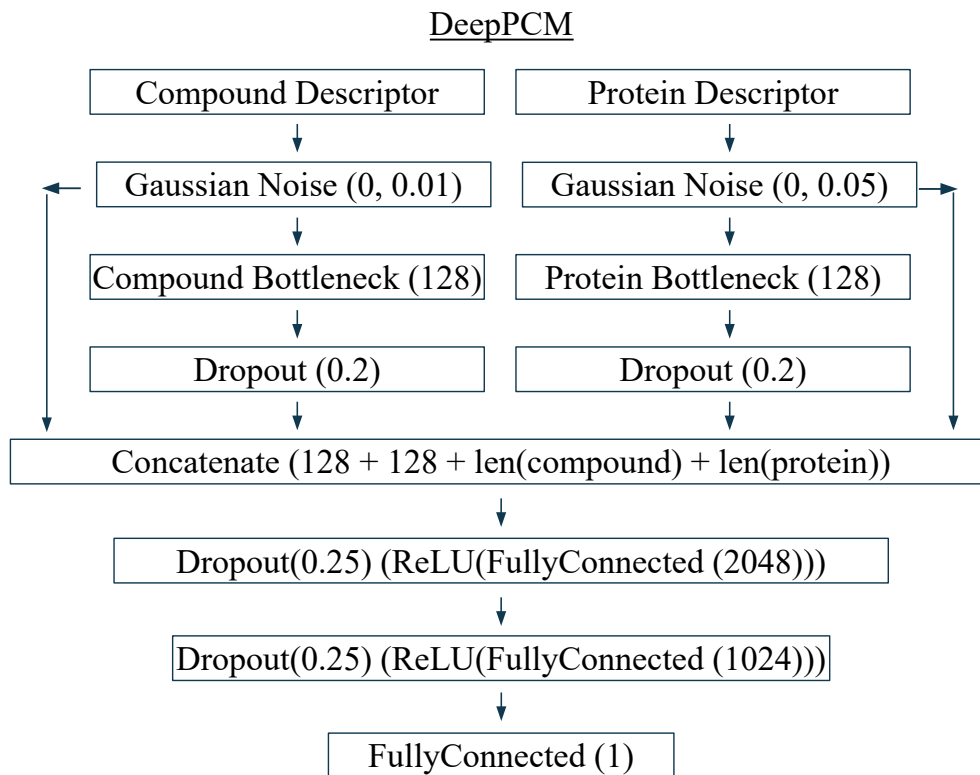 DeepPCM
Compound Descriptor
Protein Descriptor
Gaussian Noise (0, 0.01)
Gaussian Noise (0, 0.05)
Compound Bottleneck (128)
Protein Bottleneck (128)
Dropout (0.2)
Dropout (0.2)
Concatenate (128 + 128 + len(compound) + len(protein))
Dropout(0.25) (ReLU(FullyConnected (2048)))
Dropout(0.25) (ReLU(FullyConnected (1024)))
FullyConnected (1)